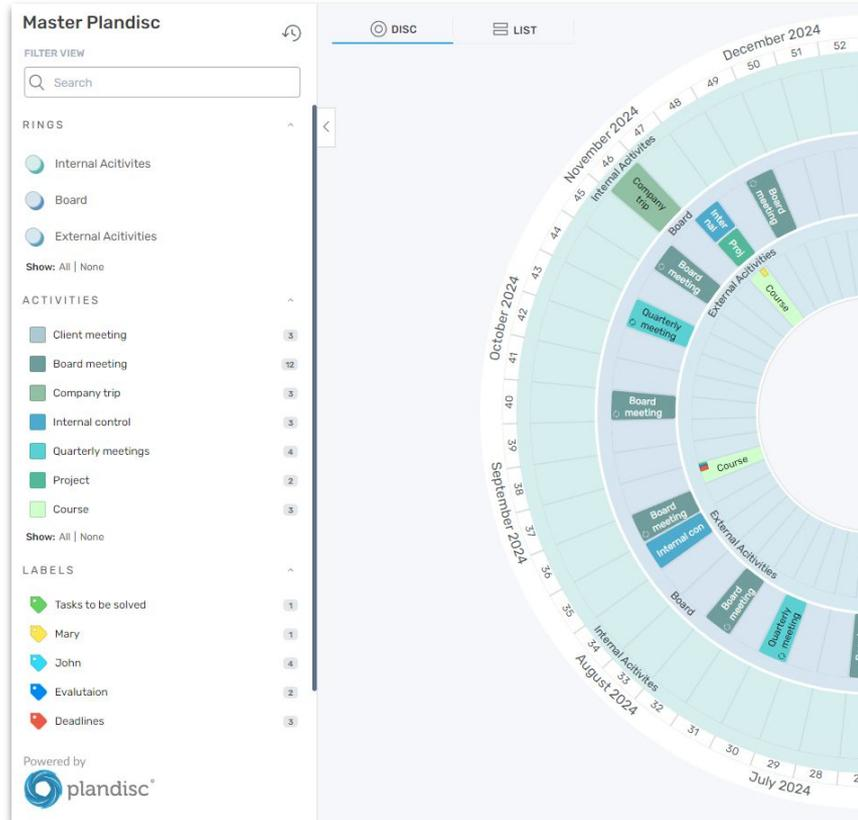 Master Plandisc
FILTER VIEW
Search
RINGS
Internal Acitivites
Board
External Acitivities
Show: All | None
ACTIVITIES
Client meeting 3
Board meeting 12
Company trip 3
Internal control 3
Quarterly meetings 4
Project 2
Course 3
Show: All | None
LABELS
Tasks to be solved 1
Mary 1
John 4
Evalutaion 2
Deadlines 3
Powered by
plandisc
DISC
LIST
December 2024
52
51
50
49
48
November 2024
47
46
45
44
October 2024
43
42
41
40
September 2024
39
38
37
36
August 2024
35
34
33
32
31
July 2024
30
29
28
Internal Acitivites
Company
trip
Board
Inter
nal
Proj
Board
meeting
External Acitivities
Course
Board
meeting
Quarterly
meeting
Board
meeting
Course
Board
meeting
Internal con
External Acitivities
Board
Board
meeting
Quarterly
meeting
Internal Acitivites